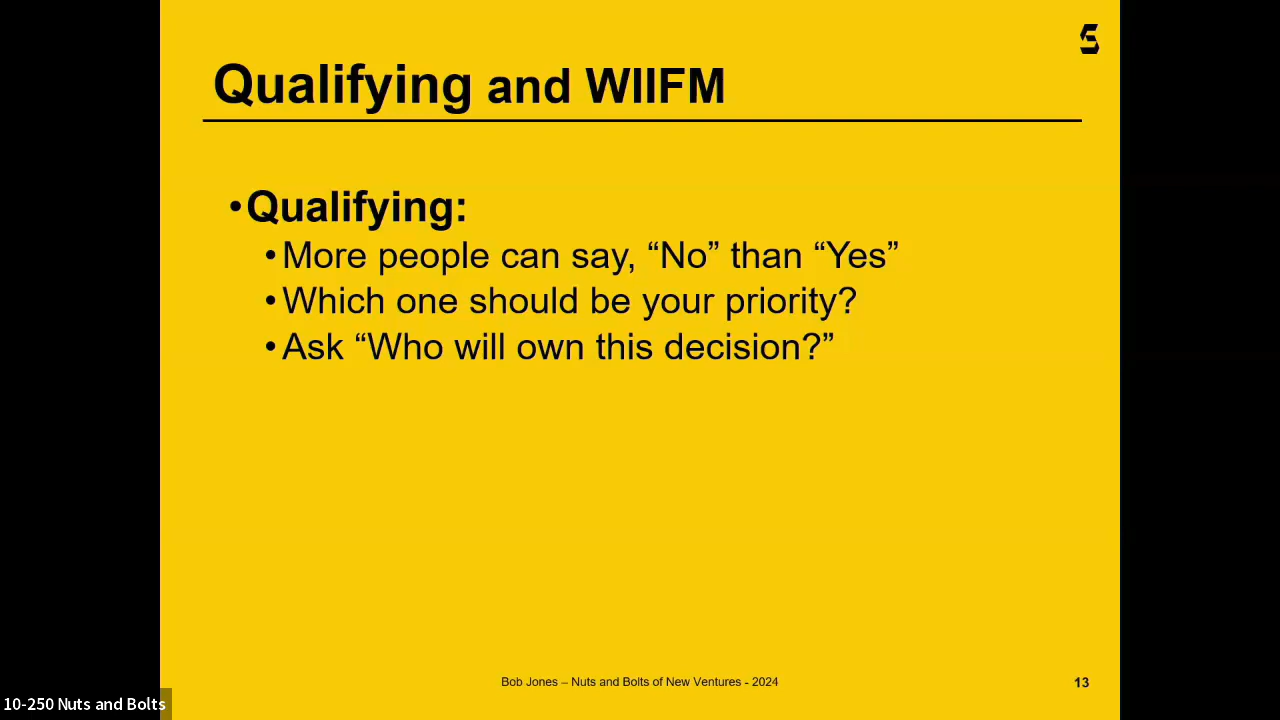 Qualifying and WIIFM
•Qualifying:
•More people can say, “No” than “Yes”
•Which one should be your priority?
•Ask “Who will own this decision?”
Bob Jones – Nuts and Bolts of New Ventures - 2024
13
10-250 Nuts and Bolts